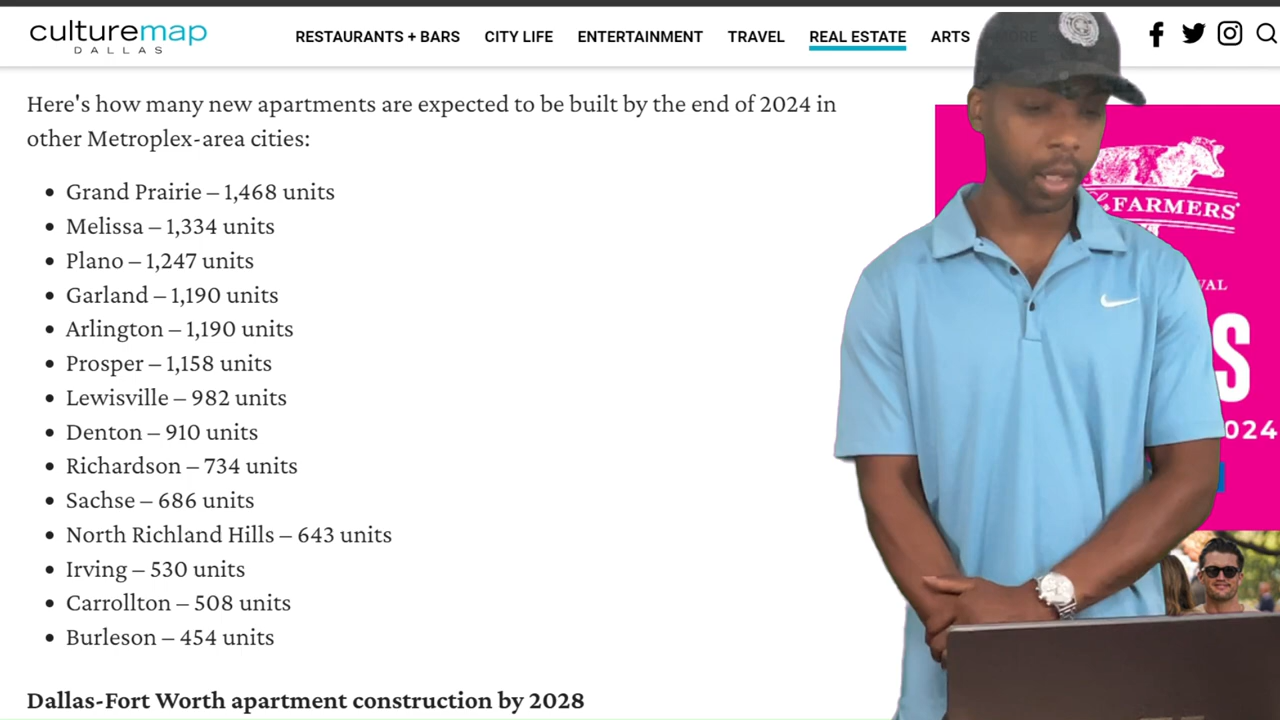 culturemap
DALLAS
RESTAURANTS + BARS CITY LIFE ENTERTAINMENT TRAVEL REAL ESTATE ARTS
Here's how many new apartments are expected to be built by the end of 2024 in
other Metroplex-area cities:
• Grand Prairie – 1,468 units
• Melissa – 1,334 units
• Plano – 1,247 units
• Garland – 1,190 units
• Arlington – 1,190 units
• Prosper – 1,158 units
• Lewisville – 982 units
• Denton – 910 units
• Richardson – 734 units
• Sachse – 686 units
• North Richland Hills – 643 units
• Irving – 530 units
• Carrollton – 508 units
• Burleson – 454 units
Dallas-Fort Worth apartment construction by 2028
FARMERS